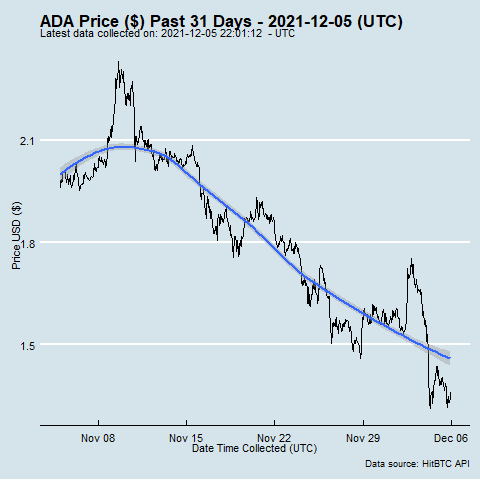 ADA Price ($) Past 31 Days - 2021-12-05 (UTC)
Latest data collected on: 2021-12-05 22:01:12 - UTC
2.1
1.8
1.5
Price USD ($)
Nov 08 Nov 15 Nov 22 Nov 29 Dec 06
Date Time Collected (UTC)
Data source: HitBTC API